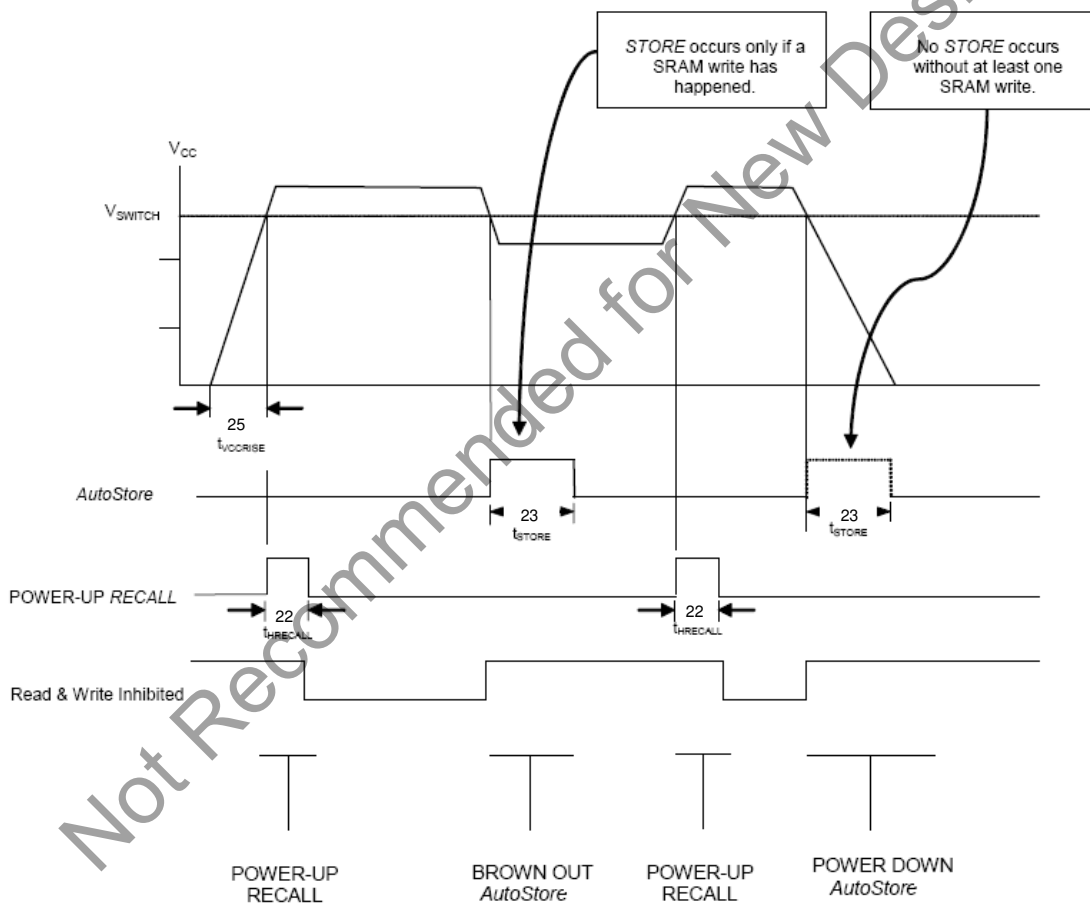 STORE occurs only if a
SRAM write has
happened.
No STORE occurs
without at least one
SRAM write.
VCC
VSWITCH
25
tVCCRISE
AutoStore
23
tSTORE
23
tSTORE
POWER-UP RECALL
22
tHRECALL
22
tHRECALL
Read & Write Inhibited
POWER-UP
RECALL
BROWN OUT
AutoStore
POWER-UP
RECALL
POWER DOWN
AutoStore
Not Recommended for New Desi